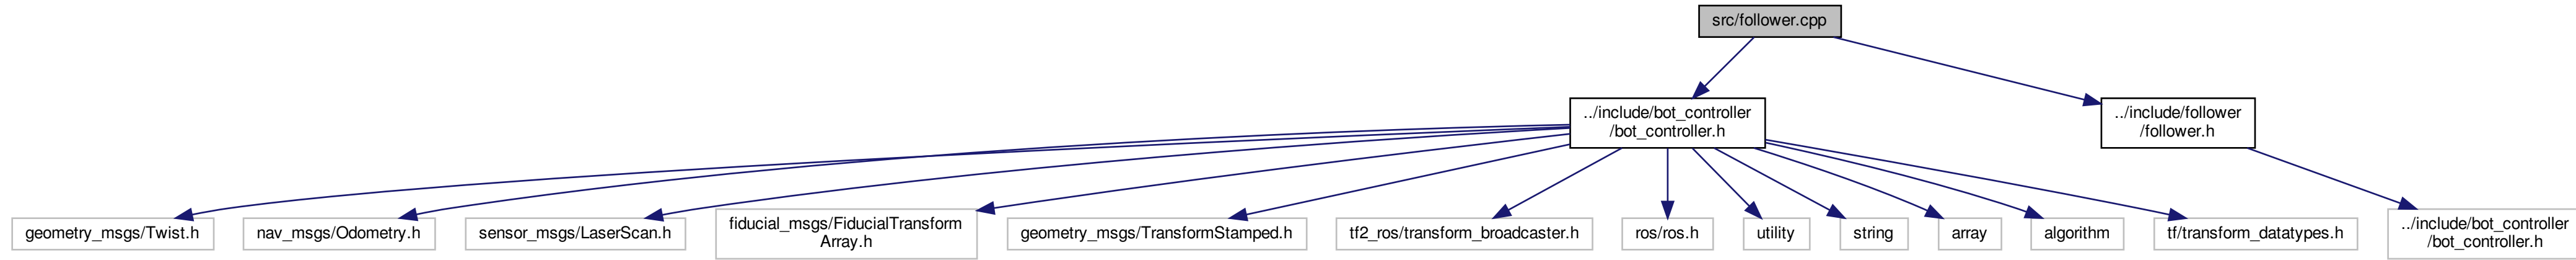 src/follower.cpp
../include/bot_controller
/bot_controller.h
../include/follower
/follower.h
geometry_msgs/Twist.h
nav_msgs/Odometry.h
sensor_msgs/LaserScan.h
fiducial_msgs/FiducialTransform
Array.h
geometry_msgs/TransformStamped.h
tf2_ros/transform_broadcaster.h
ros/ros.h
utility
string
array
algorithm
tf/transform_datatypes.h
../include/bot_controller
/bot_controller.h